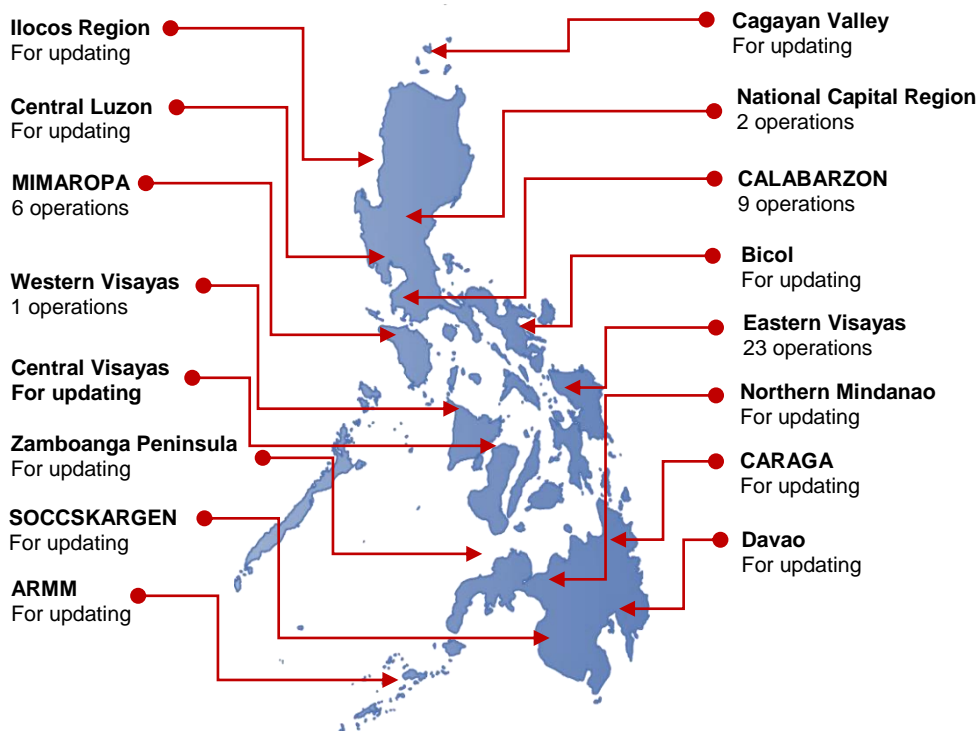 Ilocos Region
For updating
Central Luzon
For updating
MIMAROPA
6 operations
Western Visayas
1 operations
Central Visayas
For updating
Zamboanga Peninsula
For updating
SOCCSKARGEN
For updating
ARMM
For updating
Cagayan Valley
For updating
National Capital Region
2 operations
CALABARZON
9 operations
Bicol
For updating
Eastern Visayas
23 operations
Northern Mindanao
For updating
CARAGA
For updating
Davao
For updating